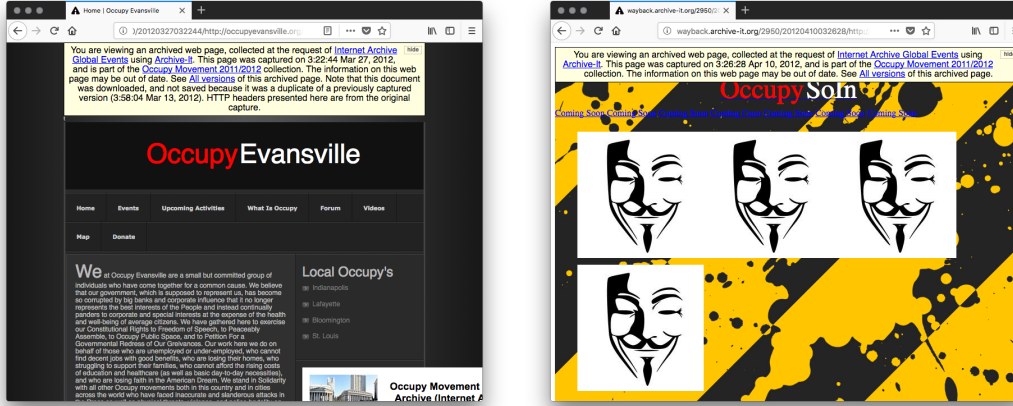 Home | Occupy Evansville
)/20120327032244/http://occupyevansville.org
You are viewing an archived web page, collected at the request of Internet Archive
hide
Global Events using Archive-It. This page was captured on 3:22:44 Mar 27, 2012,
and is part of the Occupy Movement 2011/2012 collection. The information on this web
page may be out of date. See All versions of this archived page. Note that this document
was downloaded, and not saved because it was a duplicate of a previously captured
version (3:58:04 Mar 13, 2012). HTTP headers presented here are from the original
capture.
OccupyEvansville
Home Events Upcoming Activities What Is Occupy Forum Videos
Map Donate
We at Occupy Evansville are a small but committed group of
individuals who have come together for a common cause. We believe
that our government, which is supposed to represent us, has become
so corrupted by big banks and corporate influence that it no longer
represents the best interests of the People and instead continually
panders to corporate and special interests at the expense of the health
and well-being of average citizens. We have gathered here to exercise
our Constitutional Rights to Freedom of Speech, to Peaceably
Assemble, to Occupy Public Space, and to Petition For a
Governmental Redress of Our Greivances. Our work here we do on
behalf of those who are unemployed or under-employed, who cannot
find decent jobs with good benefits, who are losing their homes, who
struggling to support their families, who cannot afford the rising costs
of education and healthcare (as well as basic day-to-day necessities),
and who are losing faith in the American Dream. We stand in Solidarity
with all other Occupy movements both in this country and in cities
across the world who have faced inaccurate and slanderous attacks in
Local Occupy's
Indianapolis
Lafayette
Bloomington
St. Louis
Occupy Movement
Archive (Internet A
wayback.archive-it.org/2950/20
wayback.archive-it.org/2950/20120410032628/http:
You are viewing an archived web page, collected at the request of Internet Archive Global Events using
hide
Archive-It. This page was captured on 3:26:28 Apr 10, 2012, and is part of the Occupy Movement 2011/2012
collection. The information on this web page may be out of date. See All versions of this archived page.
Occupy SoIn
Coming Soon Coming Soon Coming Soon Coming Soon Coming Soon Coming Soon Coming Soon